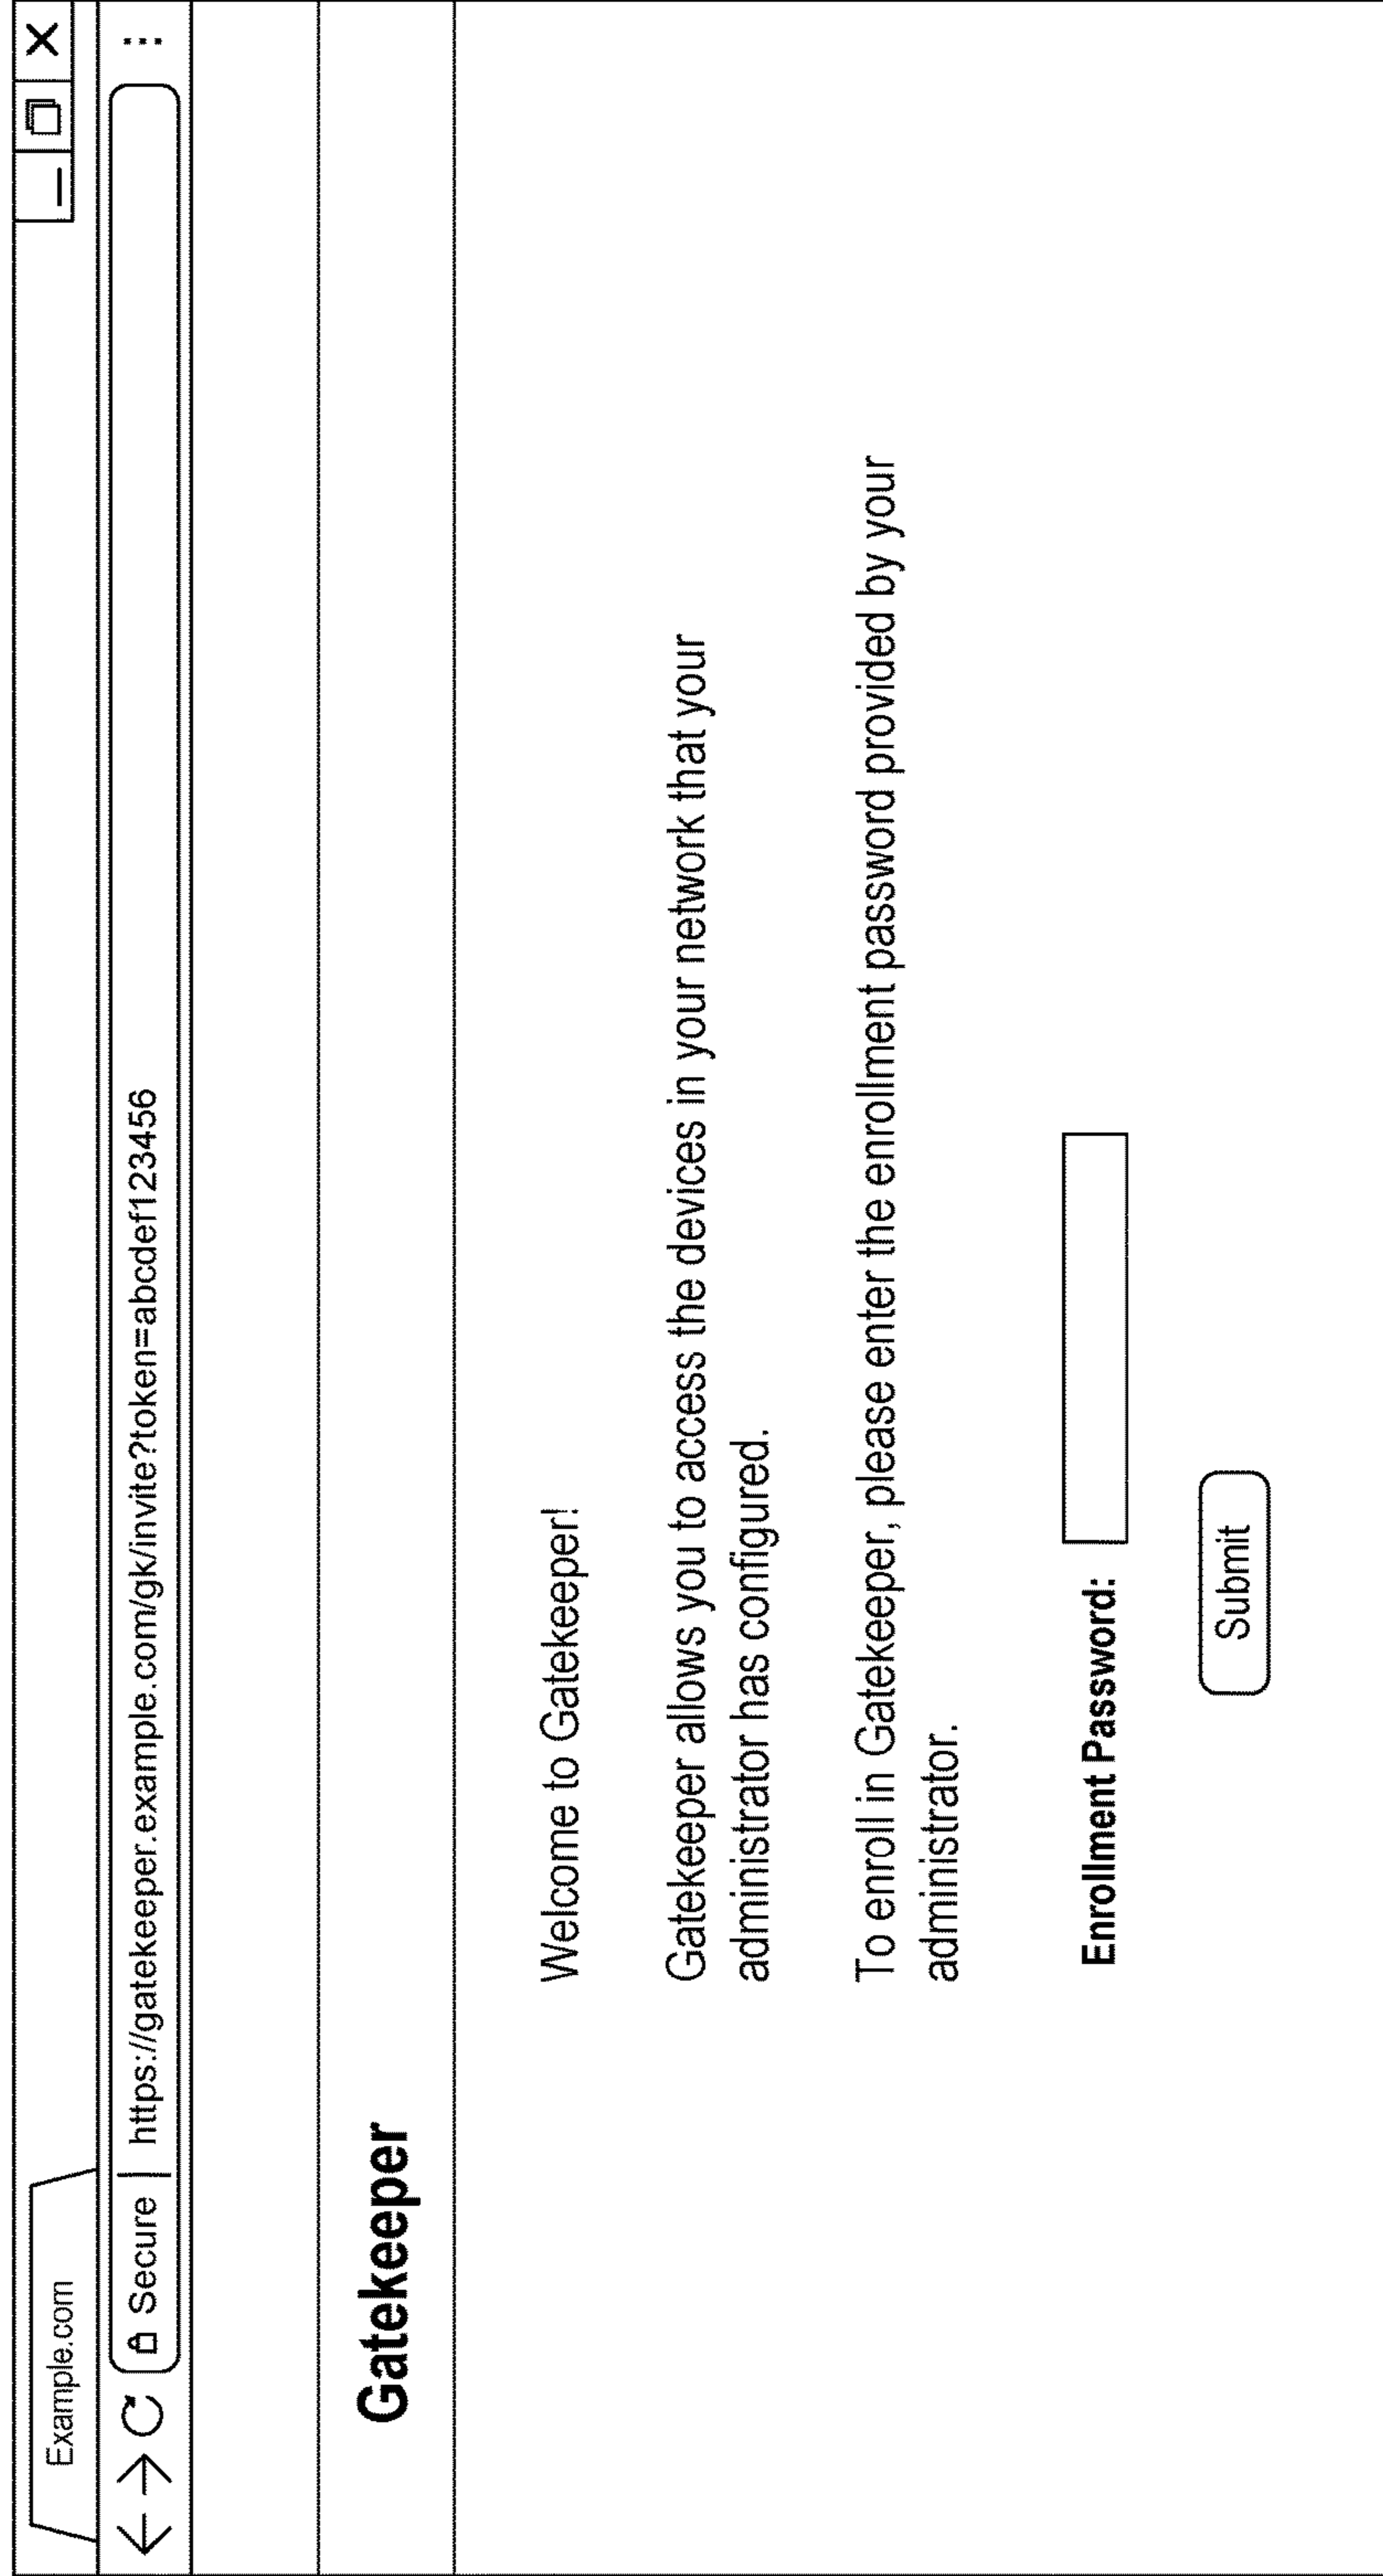 Example.com
Secure | https://gatekeeper.example.com/gk/invite?token=abcdef123456
Gatekeeper
Welcome to Gatekeeper!
Gatekeeper allows you to access the devices in your network that your
administrator has configured.
To enroll in Gatekeeper, please enter the enrollment password provided by your
administrator.
Enrollment Password:
Submit